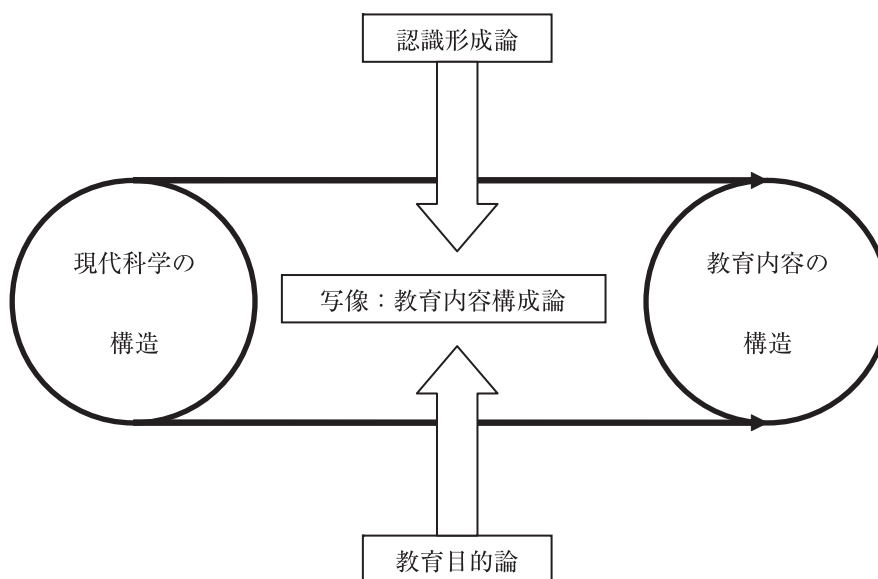 認識形成論
現代科学の
構造
写像：教育内容構成論
教育内容の
構造
教育目的論